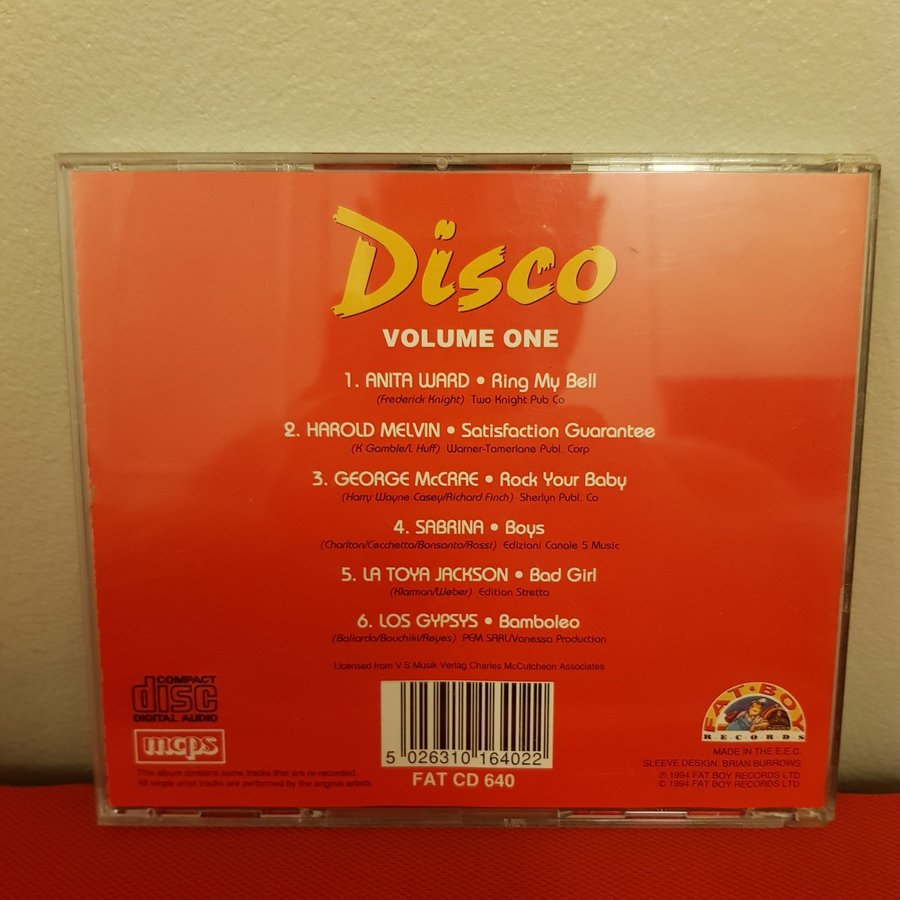 Disco
VOLUME ONE
1. ANITA WARD • Ring My Bell
(Frederick Knight) Two Knight Pub Co
2. HAROLD MELVIN • Satisfaction Guarantee
(K Gamble/L Huff) Warner-Tamerlane Publ. Corp
3. GEORGE McCRAE • Rock Your Baby
(Harry Wayne Casey/Richard Finch) Sherlyn Publ. Co
4. SABRINA • Boys
(Charlton/Cecchetto/Bonsanto/Rossi) Edizioni Canale 5 Music
5. LA TOYA JACKSON • Bad Girl
(Klarman/Weber) Edition Stretta
6. LOS GYPSYS • Bamboleo
(Baliardo/Bouchiki/Reyes) PEM SARL/Vanessa Production
Licensed from V S Musik Verlag Charles McCutcheon Associates
COMPACT
disc
DIGITAL AUDIO
mcps
This album contains some tracks that are re-recorded.
All single artist tracks are performed by the original artists.
5 026310 164022
FAT CD 640
FAT•BOY
R•E•C•O•R•D•S
MADE IN THE E.E.C.
SLEEVE DESIGN: BRIAN BURROWS
℗ 1994 FAT BOY RECORDS LTD
© 1994 FAT BOY RECORDS LTD